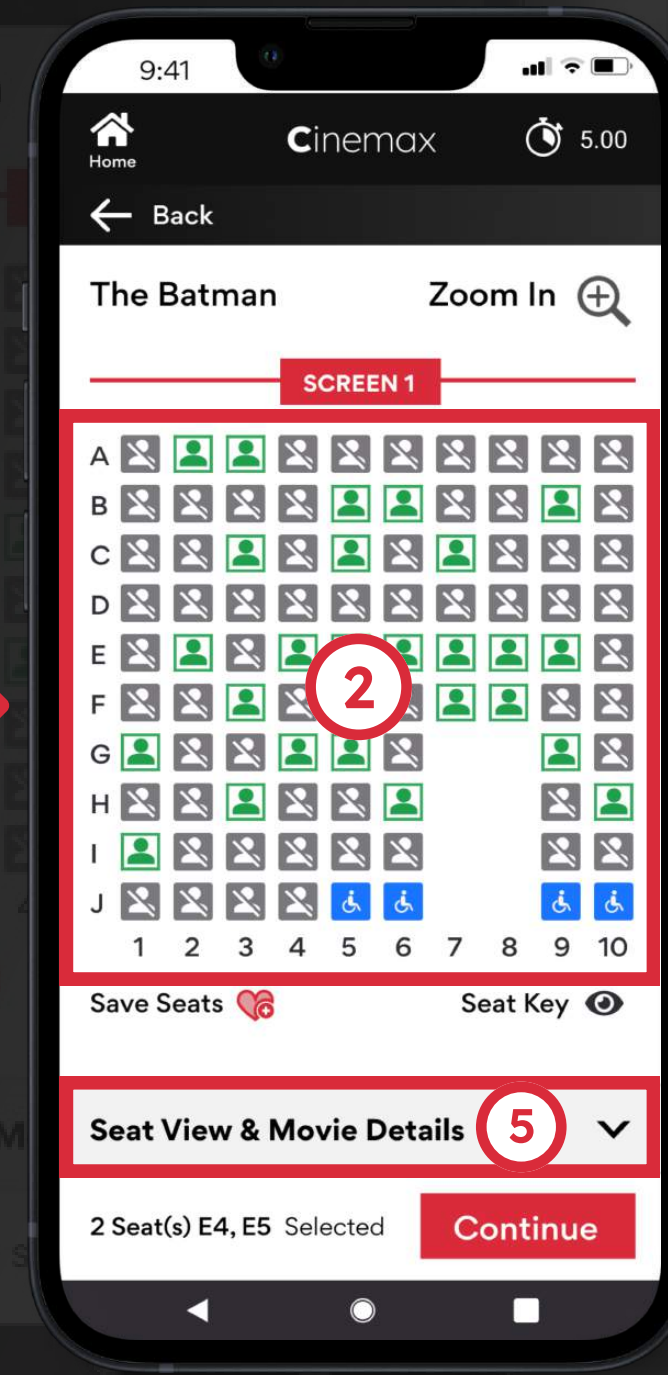 9:41
Home
Cinemax
5.00
Back
The Batman
Zoom In
SCREEN 1
A
B
C
D
E
2
F
G
H
I
J
1 2 3 4 5 6 7 8 9 10
Save Seats
Seat Key
Seat View & Movie Details
5
2 Seat(s) E4, E5 Selected
Continue